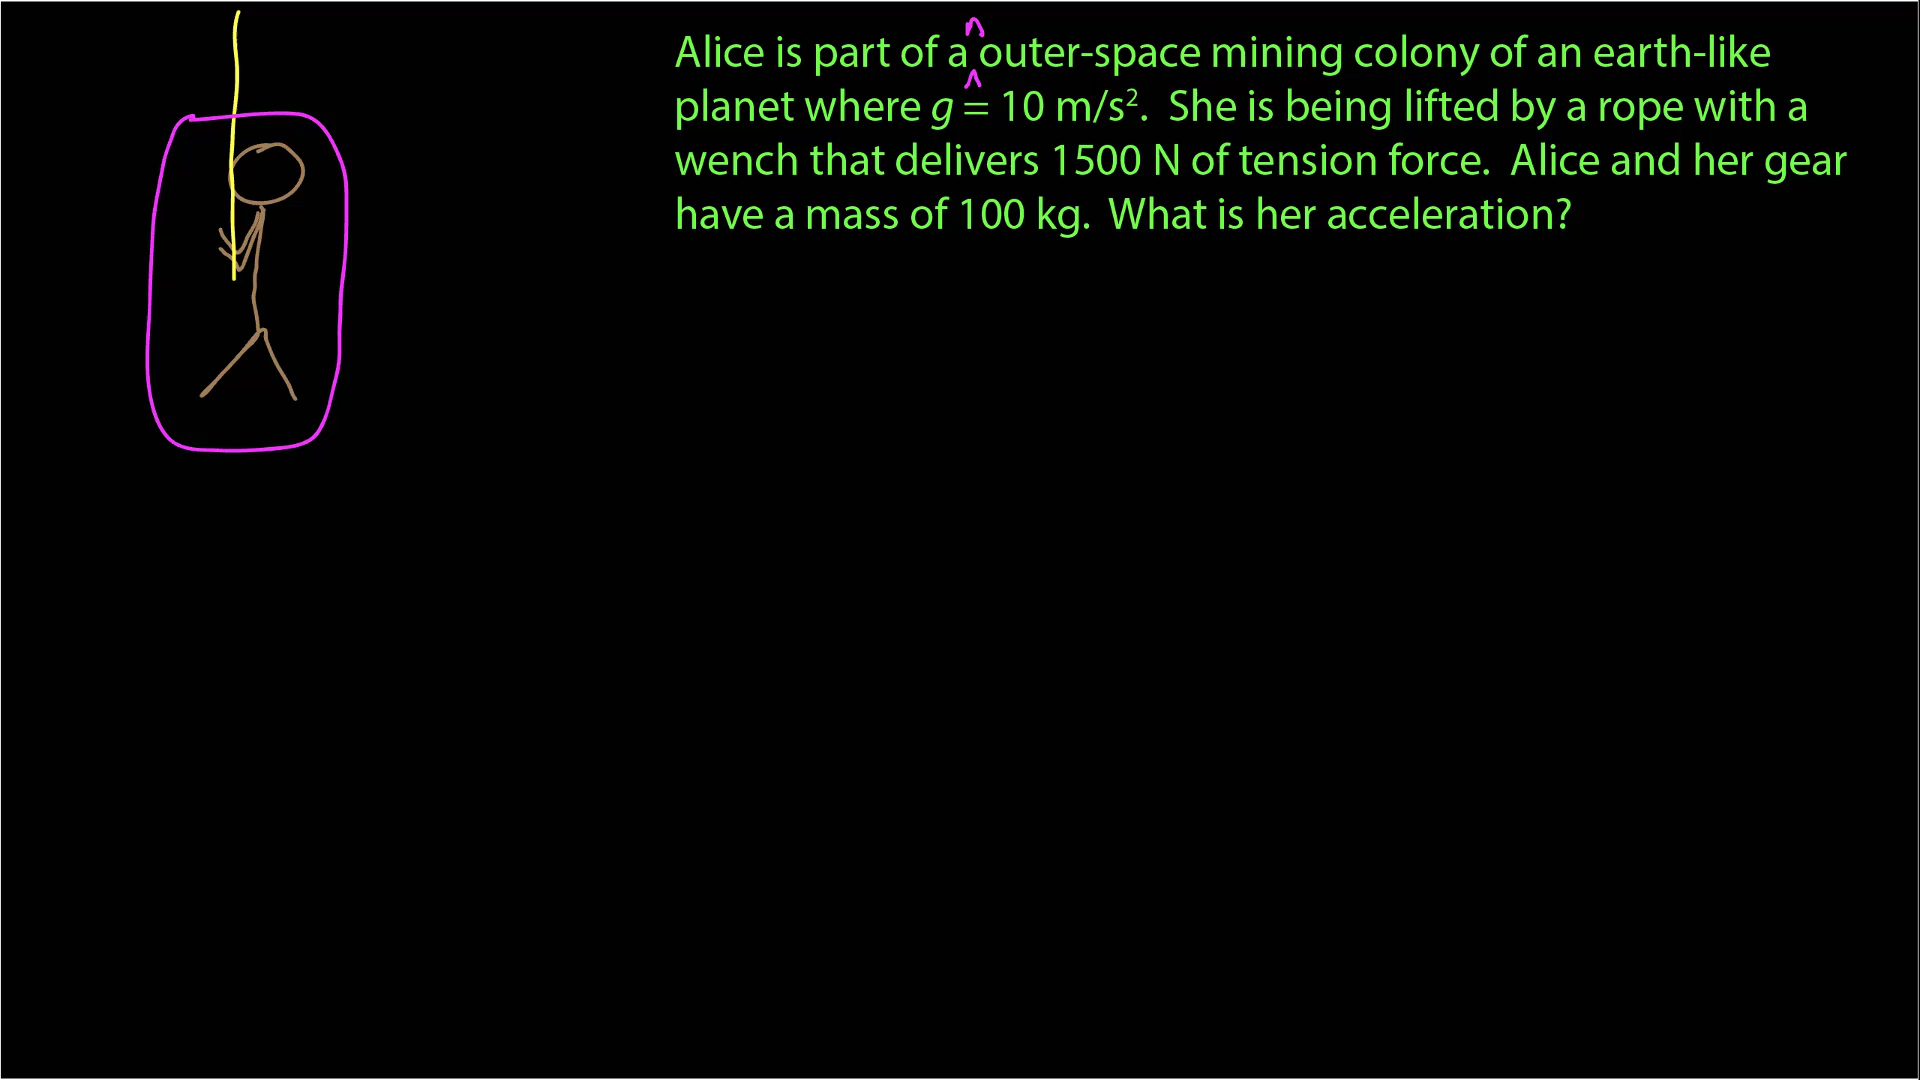 Alice is part of an outer-space mining colony of an earth-like
planet where g = 10 m/s². She is being lifted by a rope with a
wench that delivers 1500 N of tension force. Alice and her gear
have a mass of 100 kg. What is her acceleration?